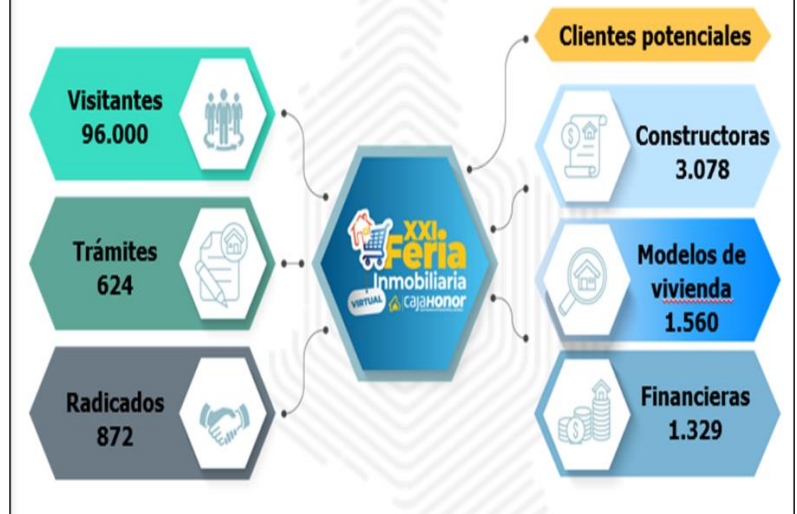 Visitantes
96.000
Trámites
624
Radicados
872
XXI
Feria
Inmobiliaria
VIRTUAL
cajaHonor
Clientes potenciales
Constructoras
3.078
Modelos de
vivienda
1.560
Financieras
1.329